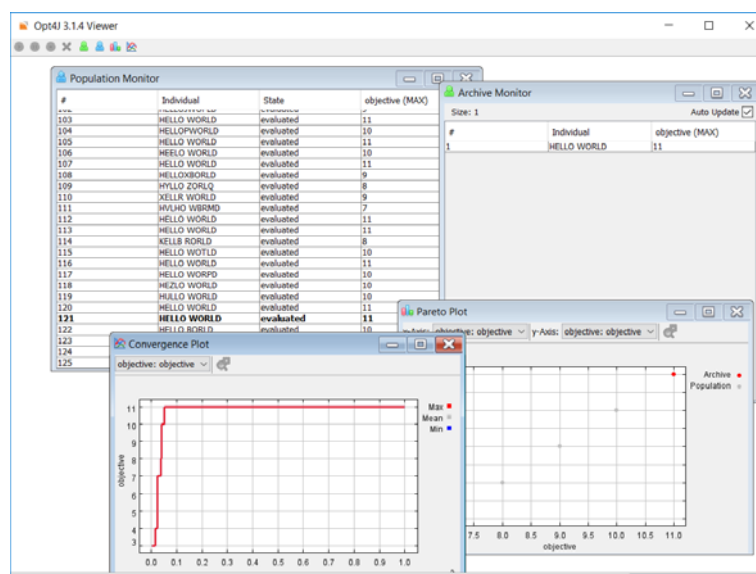 Opt4J 3.1.4 Viewer
Population Monitor
# Individual State objective (MAX)
103 HELLO WORLD evaluated 11
104 HELLOPWORLD evaluated 10
105 HELLO WORLD evaluated 11
106 HEELO WORLD evaluated 10
107 HELLO WORLD evaluated 11
108 HELLOXBORLD evaluated 9
109 HYLLO ZORLQ evaluated 8
110 XELLR WORLD evaluated 9
111 HVLHO WBRMD evaluated 7
112 HELLO WORLD evaluated 11
113 HELLO WORLD evaluated 11
114 KELLB RORLD evaluated 8
115 HELLO WOTLD evaluated 10
116 HELLO WORLD evaluated 11
117 HELLO WORPD evaluated 10
118 HEZLO WORLD evaluated 10
119 HULLO WORLD evaluated 10
120 HELLO WORLD evaluated 11
121 HELLO WORLD evaluated 11
122 HELLO BORLD evaluated 10
123
124
125
Archive Monitor
Size: 1 Auto Update
# Individual objective (MAX)
1 HELLO WORLD 11
Pareto Plot
objective: objective y-Axis: objective: objective
Archive
Population
7.5 8.0 8.5 9.0 9.5 10.0 10.5 11.0
objective
Convergence Plot
objective: objective
Max
Mean
Min
11
10
9
8
7
6
5
4
3
objective
0.0 0.1 0.2 0.3 0.4 0.5 0.6 0.7 0.8 0.9 1.0